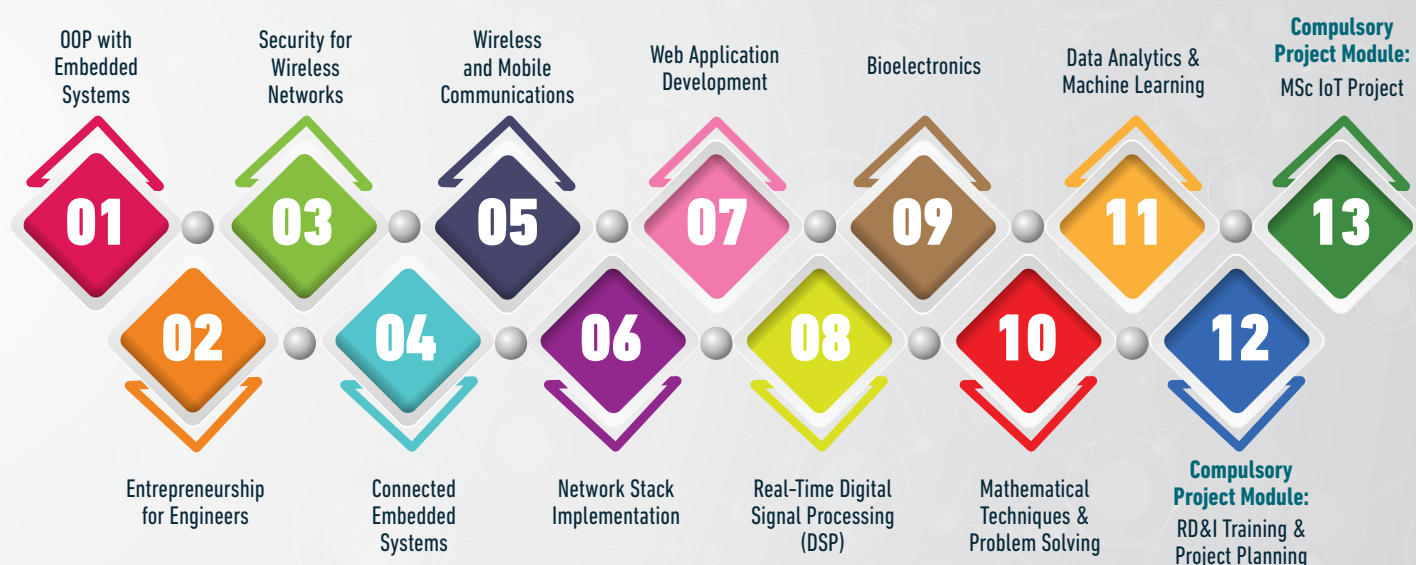 01
OOP with
Embedded
Systems
02
Entrepreneurship
for Engineers
03
Security for
Wireless
Networks
04
Connected
Embedded
Systems
05
Wireless
and Mobile
Communications
06
Network Stack
Implementation
07
Web Application
Development
08
Real-Time Digital
Signal Processing
(DSP)
09
Bioelectronics
10
Mathematical
Techniques &
Problem Solving
11
Data Analytics &
Machine Learning
12
Compulsory
Project Module:
RD&I Training &
Project Planning
13
Compulsory
Project Module:
MSc IoT Project